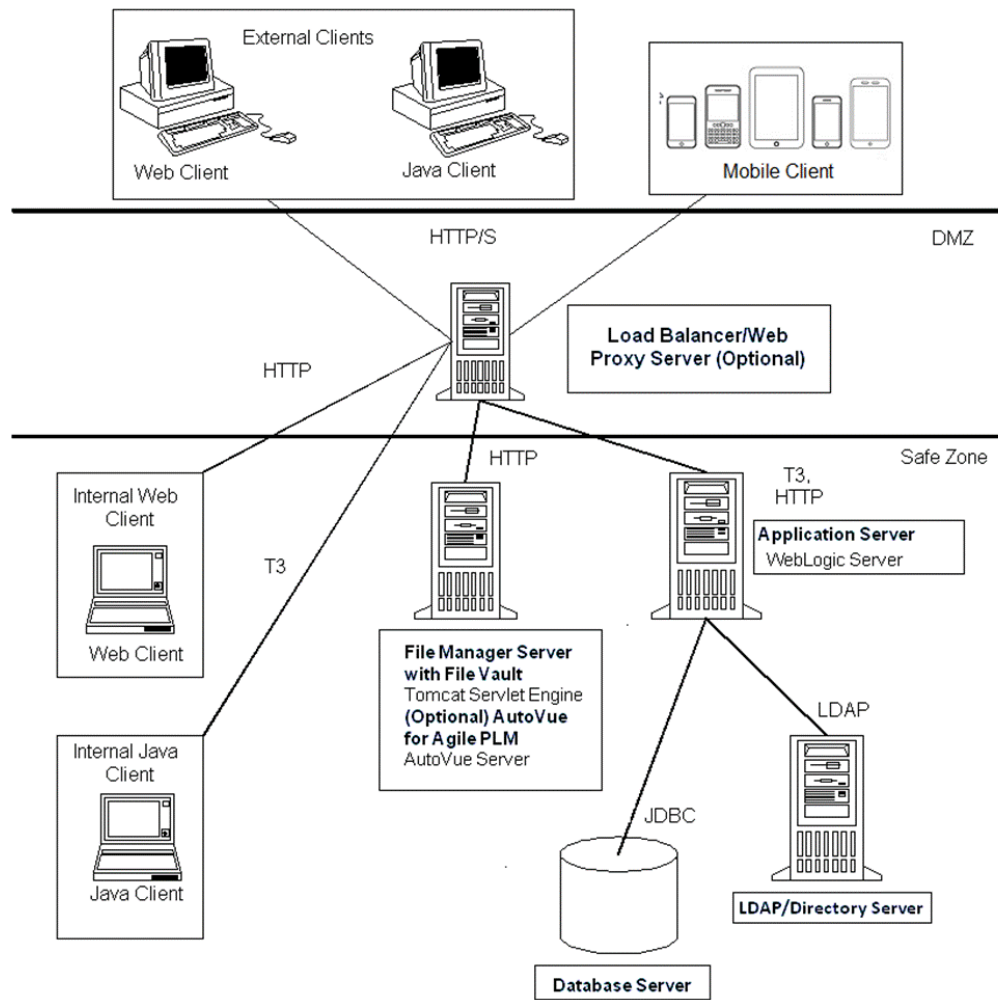 External Clients
Web Client
Java Client
Mobile Client
HTTP/S
DMZ
Load Balancer/Web
Proxy Server (Optional)
HTTP
HTTP
Safe Zone
T3,
HTTP
Internal Web
Client
Web Client
T3
Application Server
WebLogic Server
File Manager Server
with File Vault
Tomcat Servlet Engine
(Optional) AutoVue
for Agile PLM
AutoVue Server
LDAP
Internal Java
Client
Java Client
JDBC
LDAP/Directory Server
Database Server